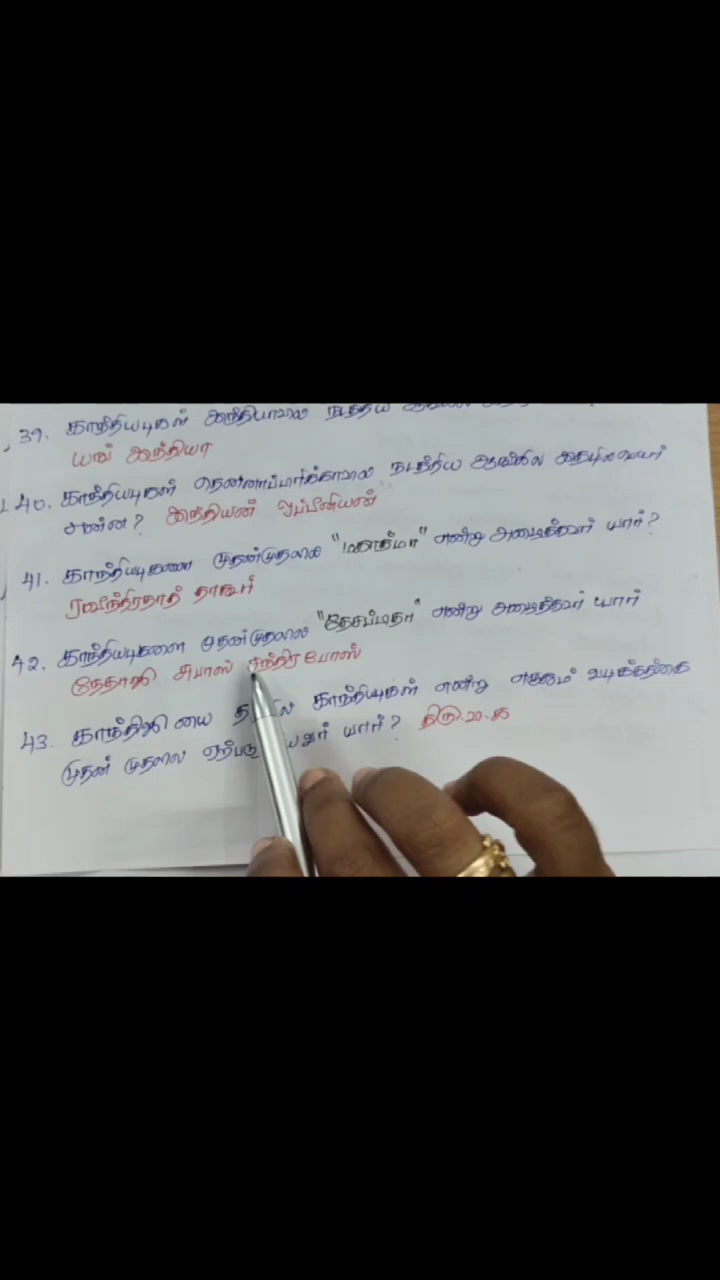 39. காந்தியடிகள் இந்தியாவில் நடத்திய ஆங்கில
யங் இந்தியா
40. காந்தியடிகள் தென்னாப்பிரிக்காவில் நடத்திய ஆங்கில இதழின் பெயர்
என்ன? இந்தியன் ஒப்பீனியன்
41. காந்தியடிகளை முதன்முதலில் "மகாத்மா" என்று அழைத்தவர் யார்?
ரவீந்திரநாத் தாகூர்
42. காந்தியடிகளை முதன்முதலில் "தேசப்பிதா" என்று அழைத்தவர் யார்
நேதாஜி சுபாஸ் சந்திர போஸ்
43. காந்திஜியை காந்தியடிகள் என்று அழைக்கும் வழக்கத்தை
முதன் முதலில் யார்? திரு.வி.க